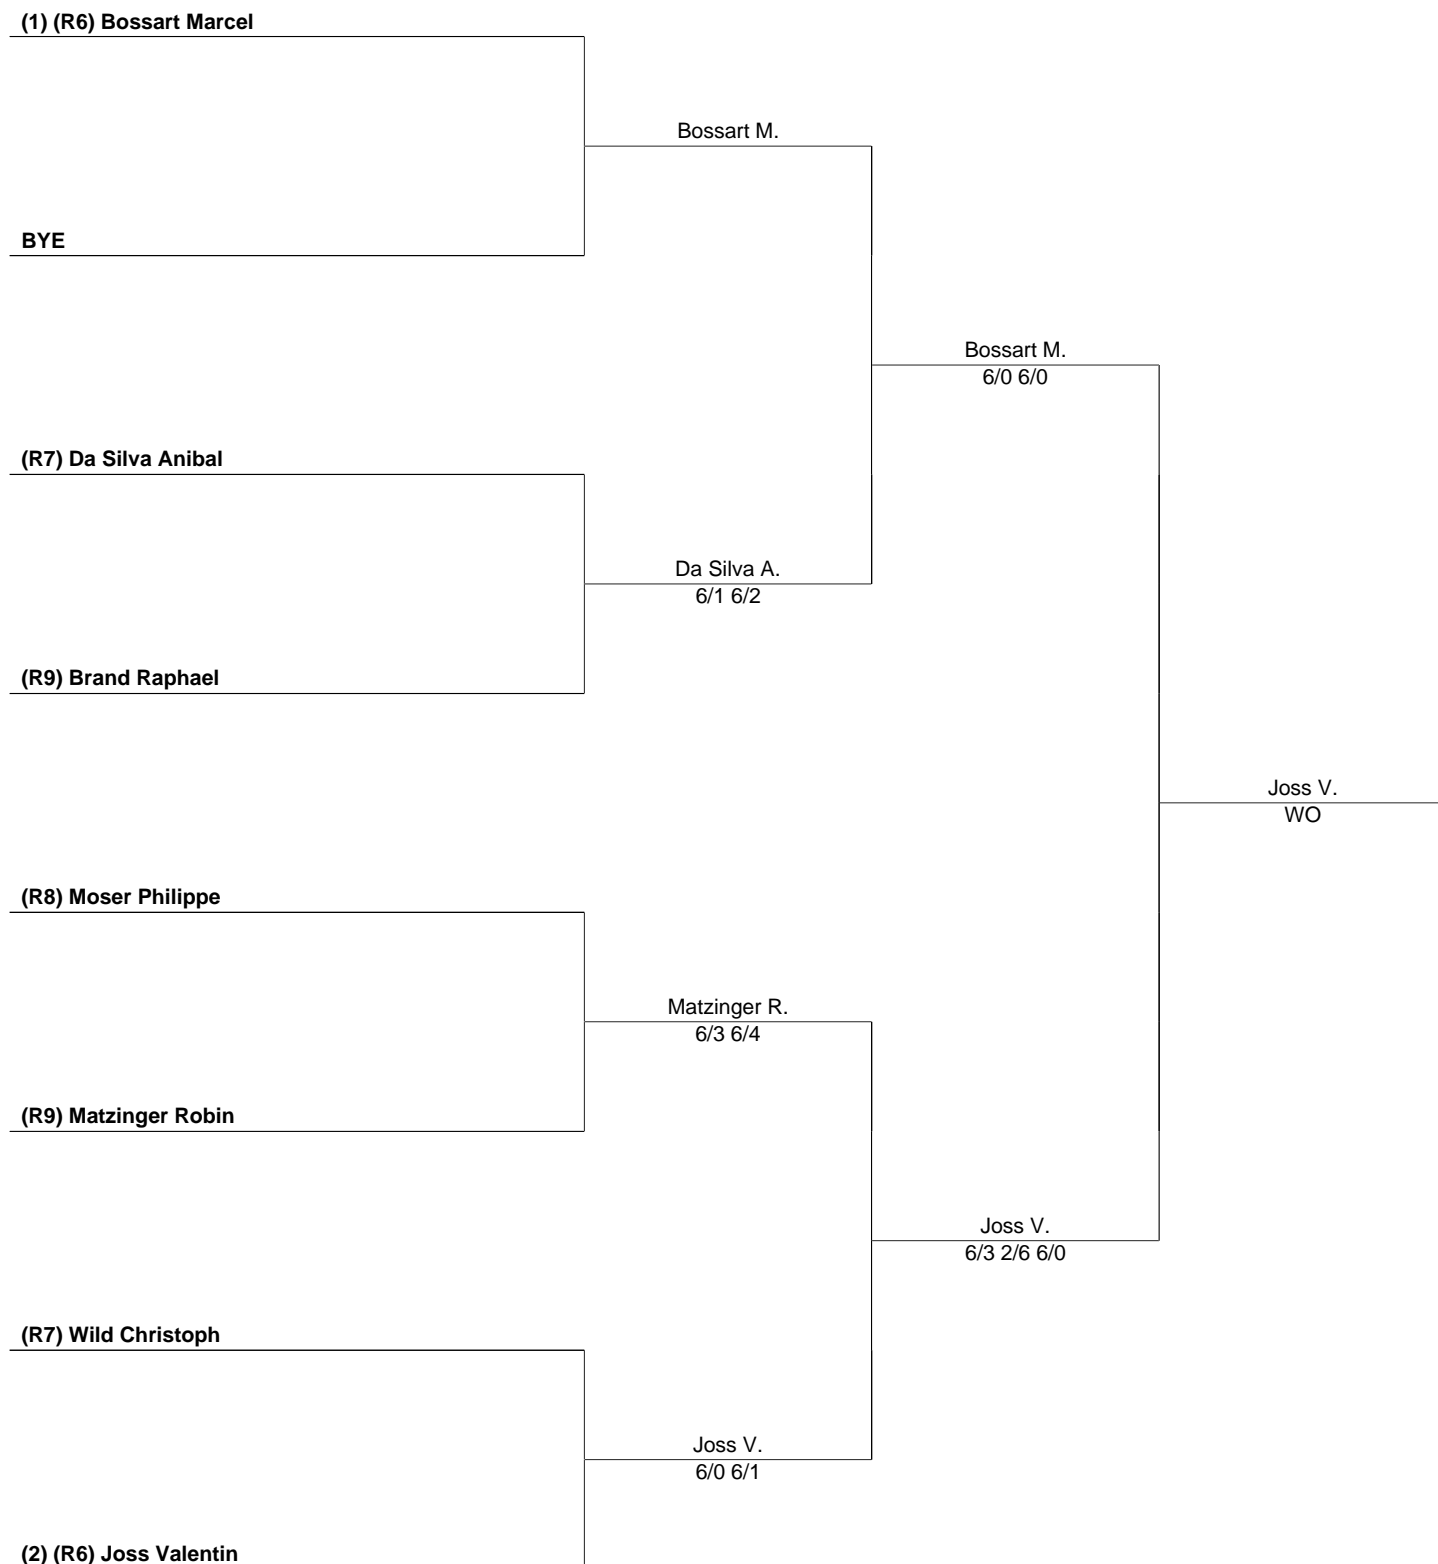 (1) (R6) Bossart Marcel
Bossart M.
BYE
Bossart M.
6/0 6/0
(R7) Da Silva Anibal
Da Silva A.
6/1 6/2
(R9) Brand Raphael
Joss V.
WO
(R8) Moser Philippe
Matzinger R.
6/3 6/4
(R9) Matzinger Robin
Joss V.
6/3 2/6 6/0
(R7) Wild Christoph
Joss V.
6/0 6/1
(2) (R6) Joss Valentin